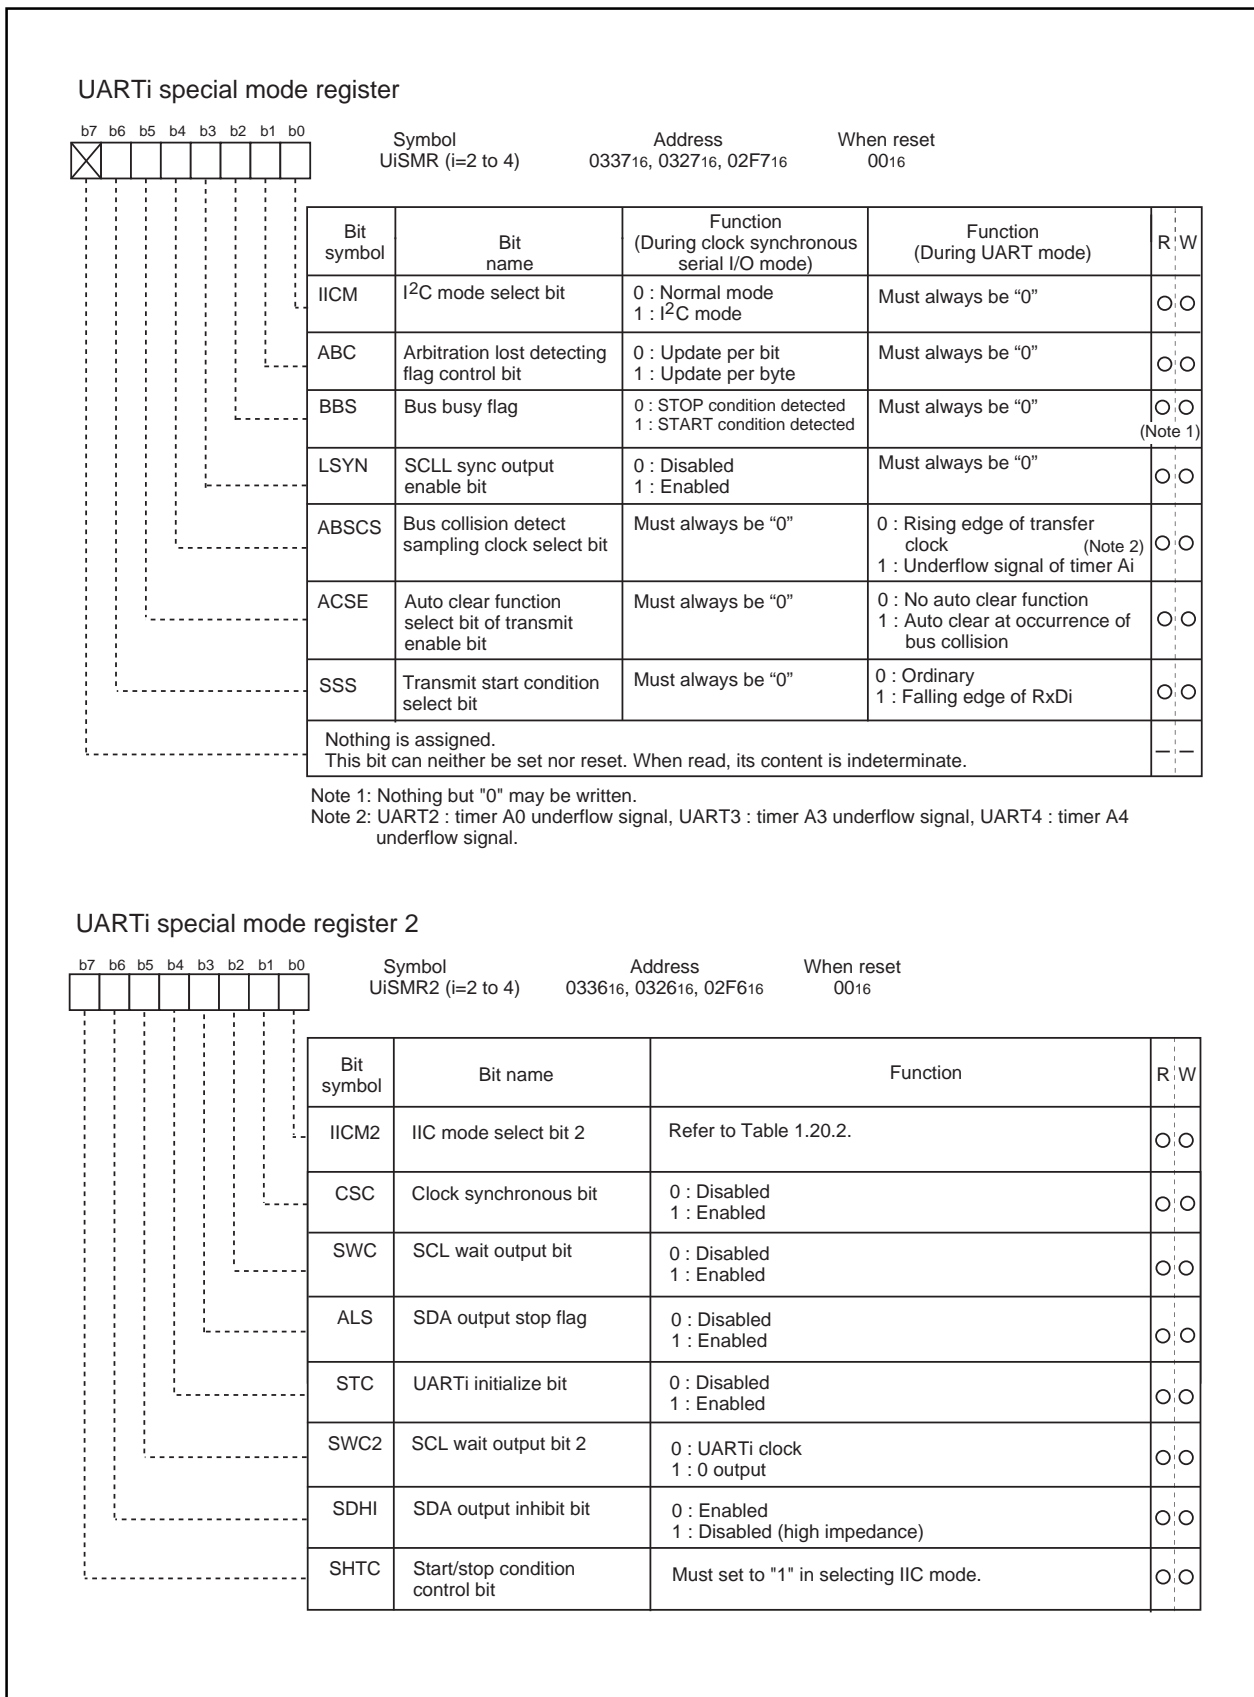 UARTi special mode register
b7 b6 b5 b4 b3 b2 b1 b0
Symbol Address When reset
UiSMR (i=2 to 4) 033716, 032716, 02F716 0016
Bit symbol Bit name Function (During clock synchronous serial I/O mode) Function (During UART mode) R W
IICM I2C mode select bit 0 : Normal mode Must always be “0”
1 : I2C mode
ABC Arbitration lost detecting 0 : Update per bit Must always be “0”
flag control bit 1 : Update per byte
BBS Bus busy flag 0 : STOP condition detected Must always be “0”
1 : START condition detected (Note 1)
LSYN SCLL sync output 0 : Disabled Must always be “0”
enable bit 1 : Enabled
ABSCS Bus collision detect Must always be “0” 0 : Rising edge of transfer
sampling clock select bit clock (Note 2)
1 : Underflow signal of timer Ai
ACSE Auto clear function Must always be “0” 0 : No auto clear function
select bit of transmit 1 : Auto clear at occurrence of
enable bit bus collision
SSS Transmit start condition Must always be “0” 0 : Ordinary
select bit 1 : Falling edge of RxDi
Nothing is assigned.
This bit can neither be set nor reset. When read, its content is indeterminate. — —
Note 1: Nothing but "0" may be written.
Note 2: UART2 : timer A0 underflow signal, UART3 : timer A3 underflow signal, UART4 : timer A4
underflow signal.
UARTi special mode register 2
b7 b6 b5 b4 b3 b2 b1 b0
Symbol Address When reset
UiSMR2 (i=2 to 4) 033616, 032616, 02F616 0016
Bit symbol Bit name Function R W
IICM2 IIC mode select bit 2 Refer to Table 1.20.2.
CSC Clock synchronous bit 0 : Disabled
1 : Enabled
SWC SCL wait output bit 0 : Disabled
1 : Enabled
ALS SDA output stop flag 0 : Disabled
1 : Enabled
STC UARTi initialize bit 0 : Disabled
1 : Enabled
SWC2 SCL wait output bit 2 0 : UARTi clock
1 : 0 output
SDHI SDA output inhibit bit 0 : Enabled
1 : Disabled (high impedance)
SHTC Start/stop condition Must set to "1" in selecting IIC mode.
control bit